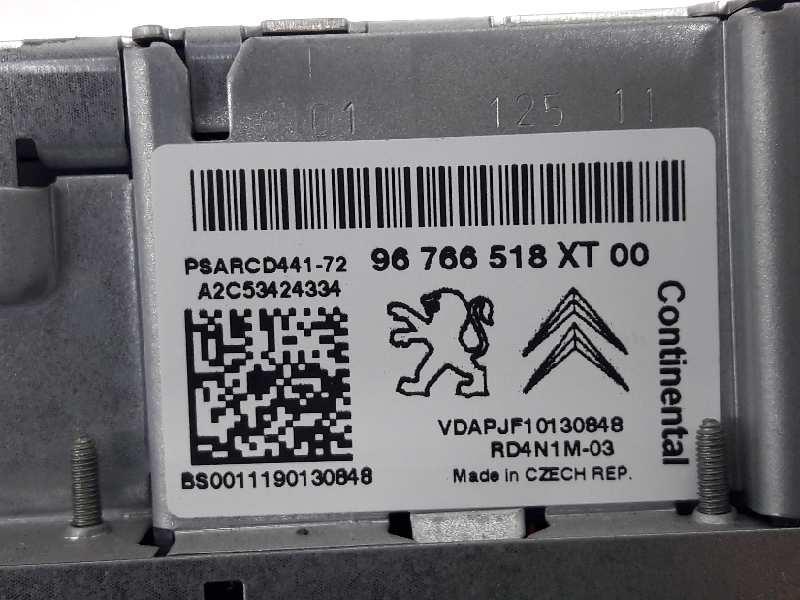 01 125 11
PSARCD441-72
96 766 518 XT 00
A2C53424334
Continental
VDAPJF10130848
RD4N1M-03
BS0011190130848
Made in CZECH REP.